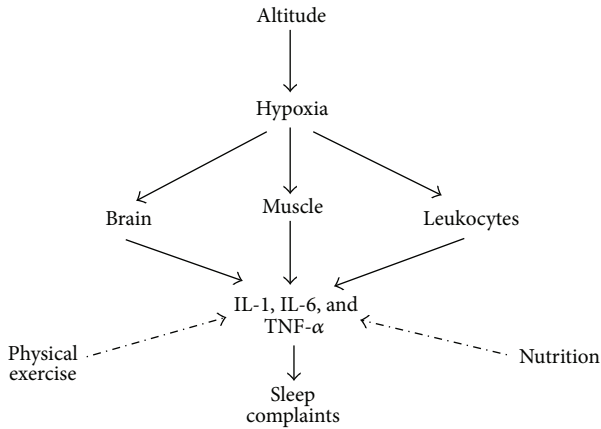 Altitude
Hypoxia
Brain
Muscle
Leukocytes
IL-1, IL-6, and
TNF-α
Physical
exercise
Nutrition
Sleep
complaints